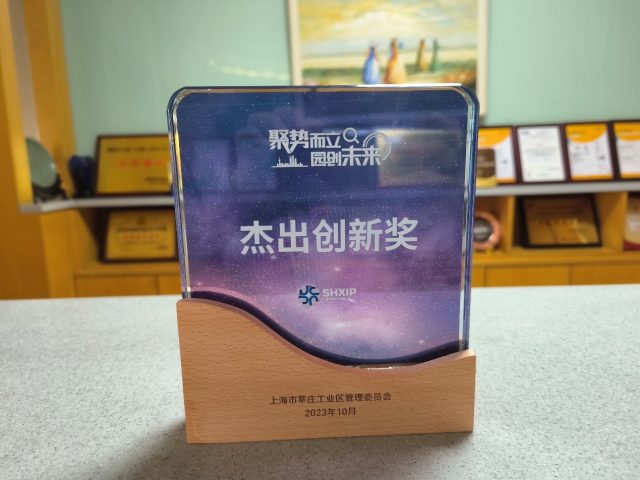 聚势而立
园创未来
杰出创新奖
SHXIP
上海市莘庄工业区管理委员会
2023年10月